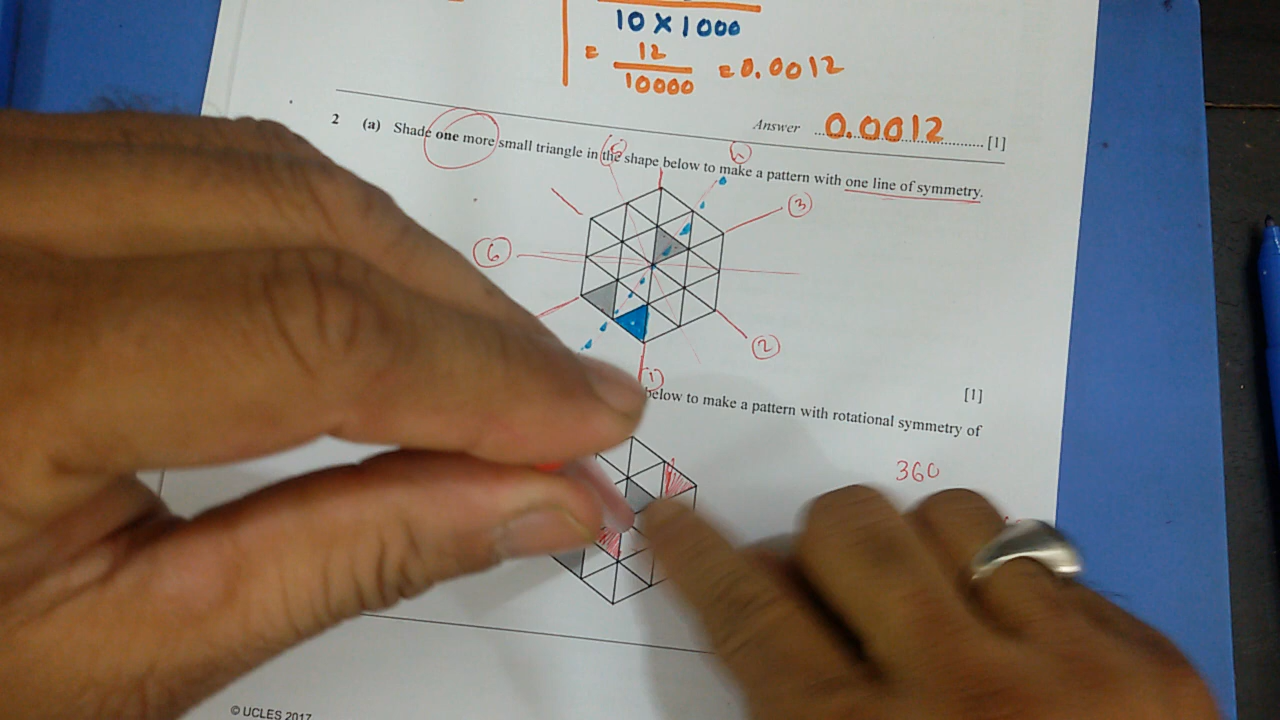 10 X 1000
= 12
10000
=0.0012
Answer 0.0012 [1]
2 (a) Shade one more small triangle in the shape below to make a pattern with one line of symmetry.
3
6
2
1
[1]
below to make a pattern with rotational symmetry of
360
© UCLES 2017